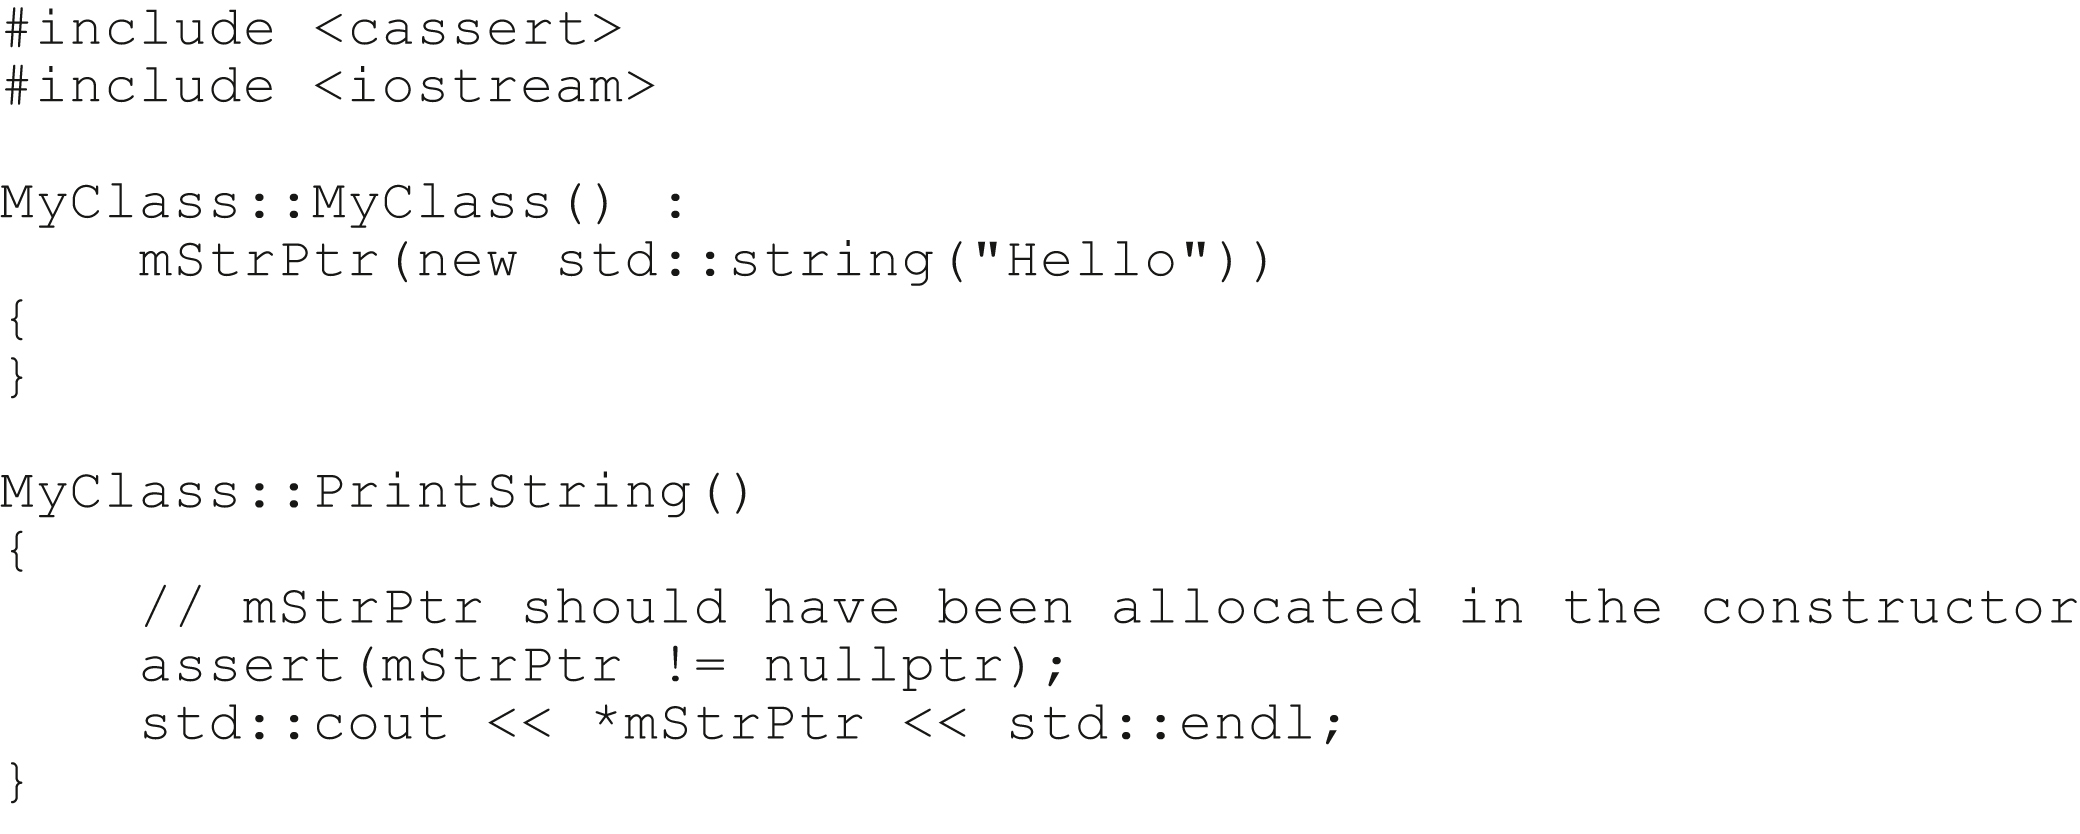 #include <cassert>
#include <iostream>

MyClass::MyClass() :
    mStrPtr(new std::string("Hello"))
{
}

MyClass::PrintString()
{
    // mStrPtr should have been allocated in the constructor
    assert(mStrPtr != nullptr);
    std::cout << *mStrPtr << std::endl;
}